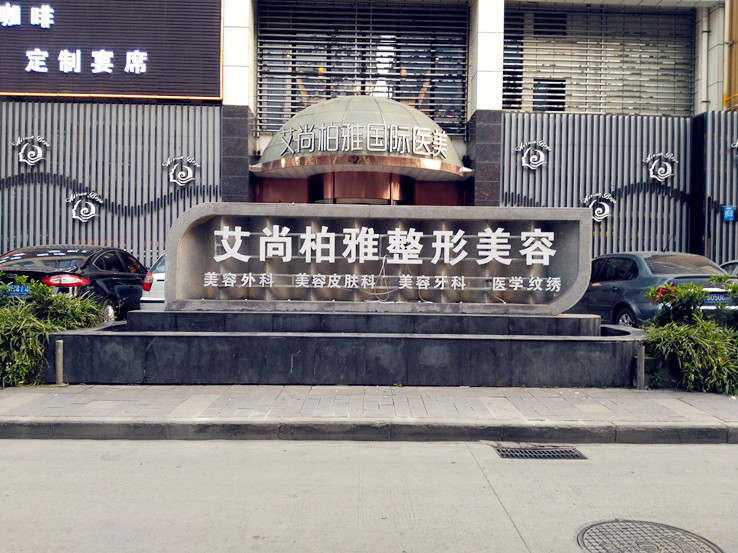 咖啡
定制宴席
艾尚柏雅国际医美
艾尚柏雅整形美容
美容外科 美容皮肤科 美容牙科 医学纹绣